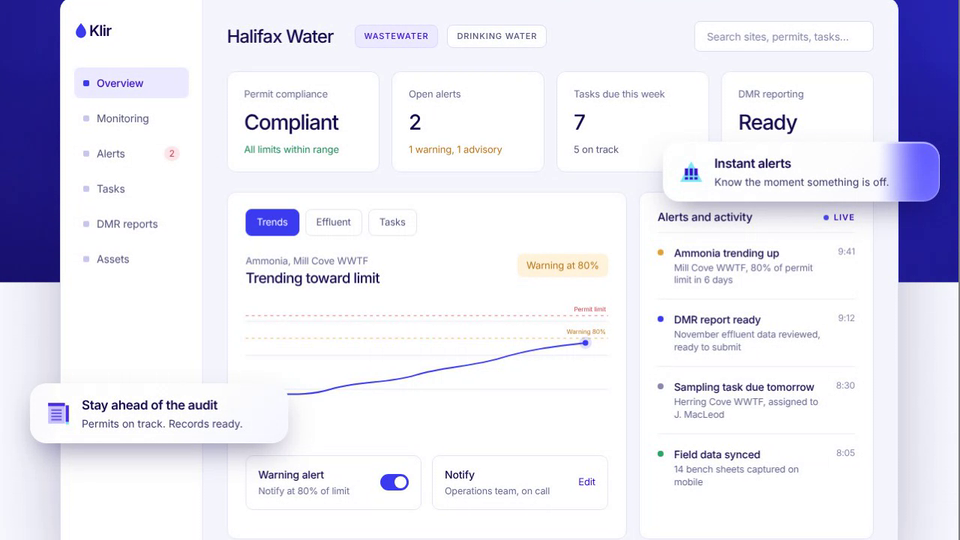 Klir
Halifax Water
WASTEWATER
DRINKING WATER
Search sites, permits, tasks...
Overview
Monitoring
Alerts
2
Tasks
DMR reports
Assets
Permit compliance
Compliant
All limits within range
Open alerts
2
1 warning, 1 advisory
Tasks due this week
7
5 on track
DMR reporting
Ready
Instant alerts
Know the moment something is off.
Trends
Effluent
Tasks
Ammonia, Mill Cove WWTF
Trending toward limit
Warning at 80%
Permit limit
Warning 80%
Stay ahead of the audit
Permits on track. Records ready.
Warning alert
Notify at 80% of limit
Notify
Operations team, on call
Edit
Alerts and activity
LIVE
Ammonia trending up
9:41
Mill Cove WWTF, 80% of permit
limit in 6 days
DMR report ready
9:12
November effluent data reviewed,
ready to submit
Sampling task due tomorrow
8:30
Herring Cove WWTF, assigned to
J. MacLeod
Field data synced
8:05
14 bench sheets captured on
mobile